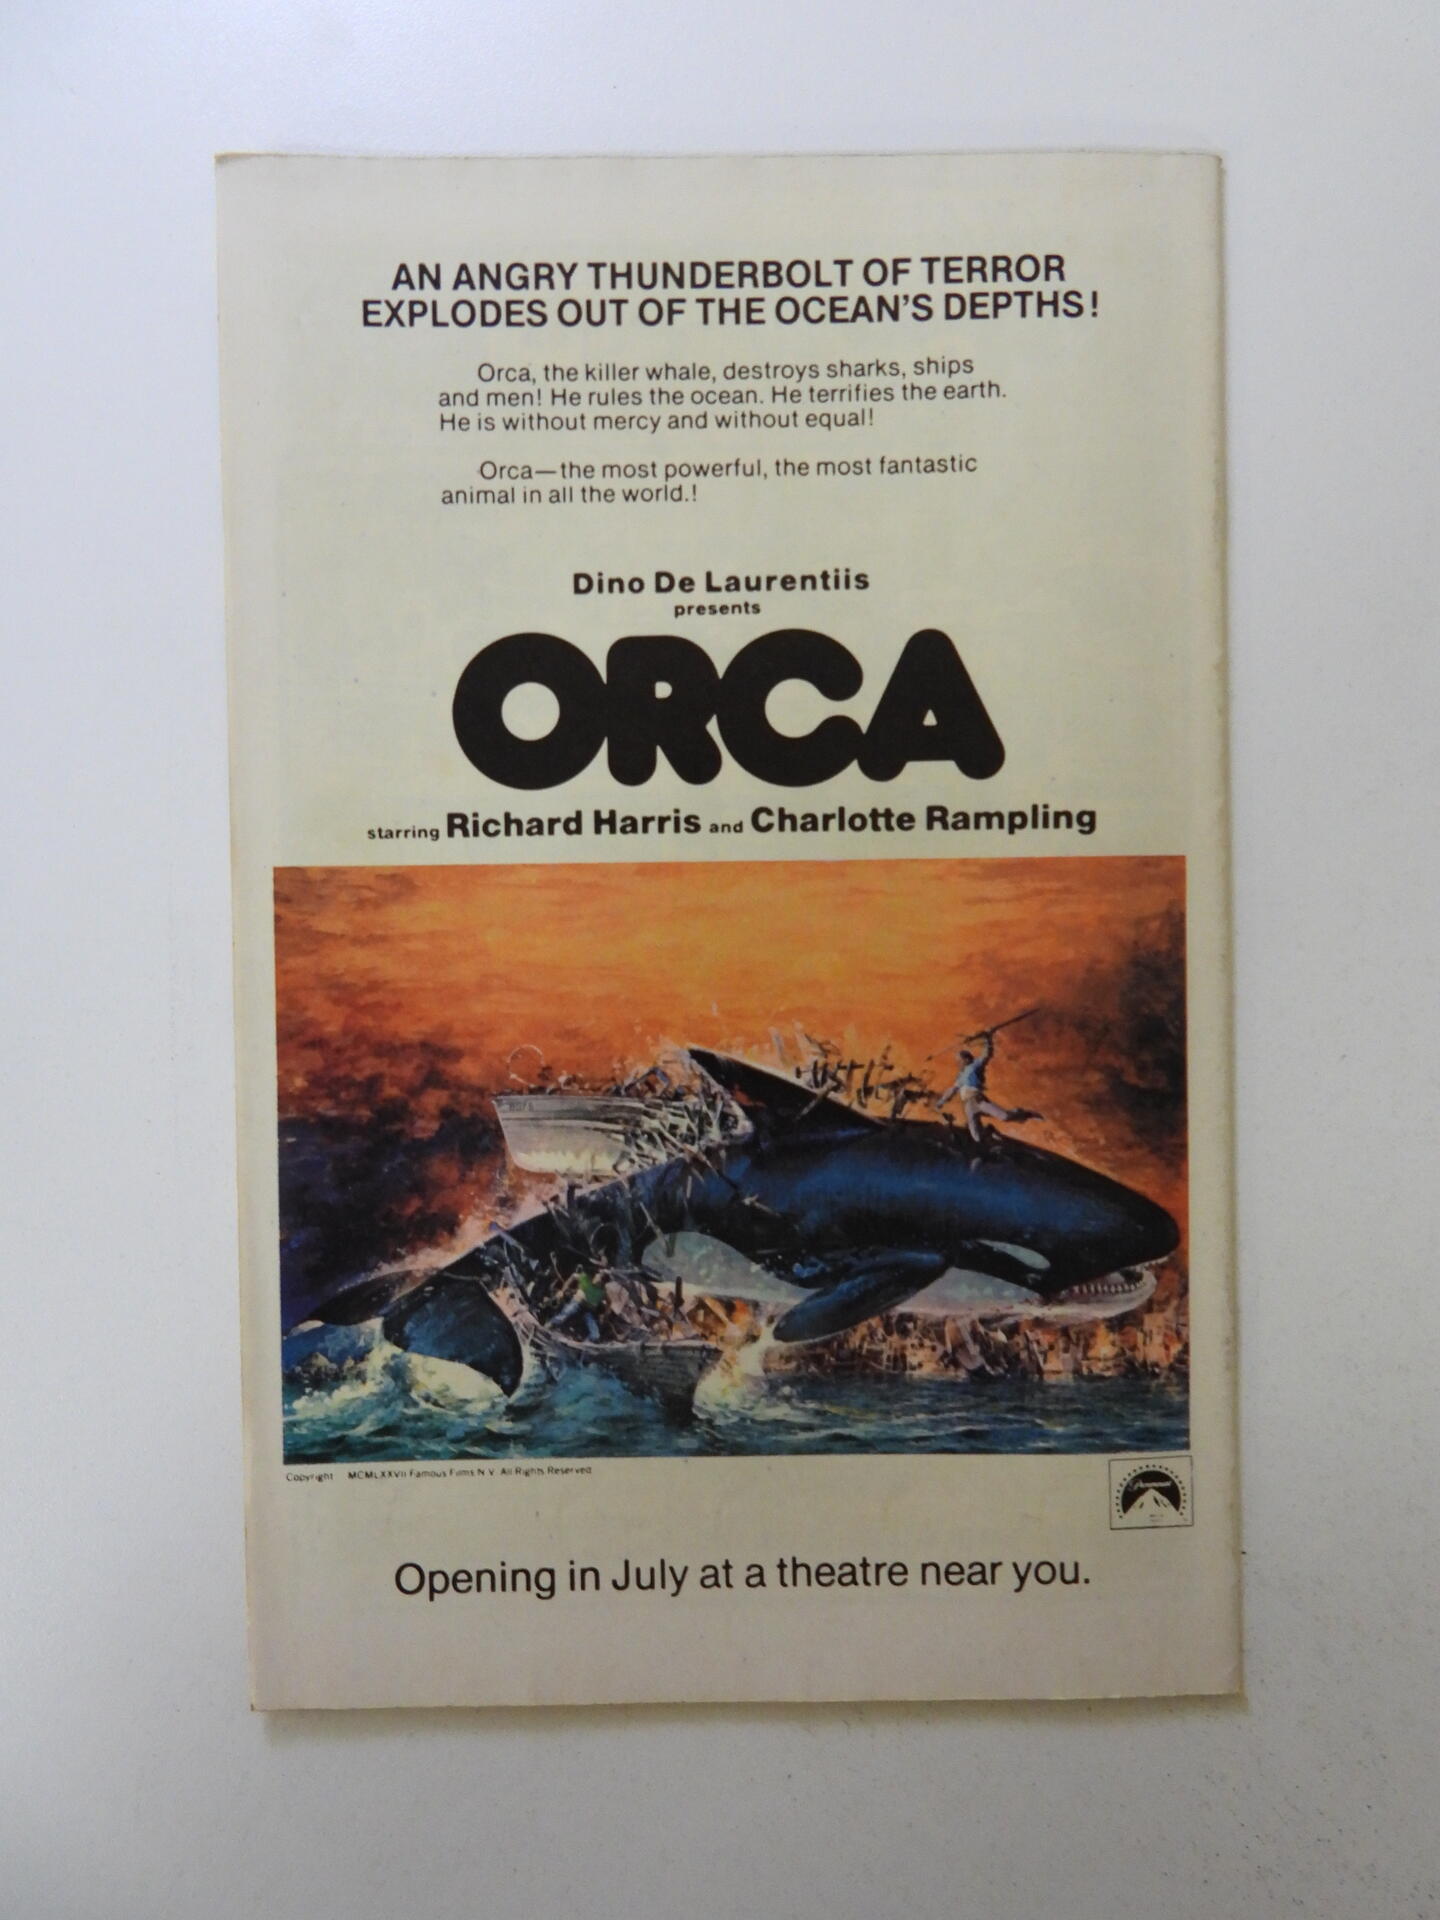 AN ANGRY THUNDERBOLT OF TERROR
EXPLODES OUT OF THE OCEAN'S DEPTHS!
Orca, the killer whale, destroys sharks, ships
and men! He rules the ocean. He terrifies the earth.
He is without mercy and without equal!
Orca—the most powerful, the most fantastic
animal in all the world.!
Dino De Laurentiis
presents
ORCA
starring Richard Harris and Charlotte Rampling
Copyright MCMLXXVII Famous Films N.V. All Rights Reserved
Paramount
Opening in July at a theatre near you.